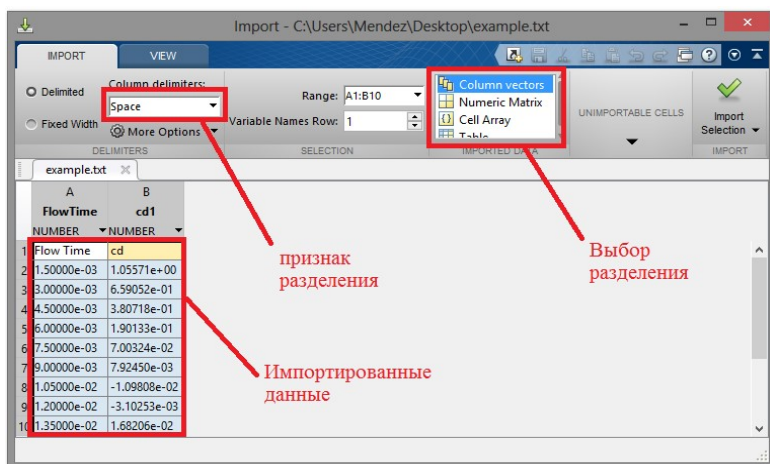 Import - C:\Users\Mendez\Desktop\example.txt
IMPORT VIEW
Delimited
Fixed Width
Column delimiters:
Space
More Options
DELIMITERS
Range: A1:B10
Variable Names Row: 1
SELECTION
Column vectors
Numeric Matrix
Cell Array
Table
IMPORTED DATA
UNIMPORTABLE CELLS
Import
Selection
IMPORT
example.txt
A B
FlowTime cd1
NUMBER NUMBER
1 Flow Time cd
2 1.50000e-03 1.05571e+00
3 3.00000e-03 6.59052e-01
4 4.50000e-03 3.80718e-01
5 6.00000e-03 1.90133e-01
6 7.50000e-03 7.00324e-02
7 9.00000e-03 7.92450e-03
8 1.05000e-02 -1.09808e-02
9 1.20000e-02 -3.10253e-03
10 1.35000e-02 1.68206e-02
признак
разделения
Выбор
разделения
Импортированные
данные